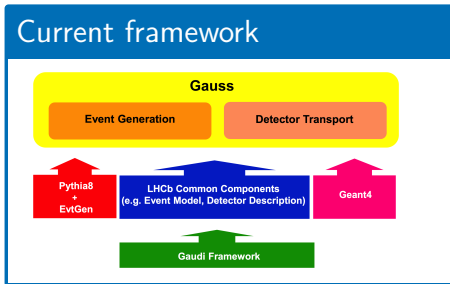 Current framework
Gauss
Event Generation
Detector Transport
Pythia8
+
EvtGen
LHCb Common Components
(e.g. Event Model, Detector Description)
Geant4
Gaudi Framework